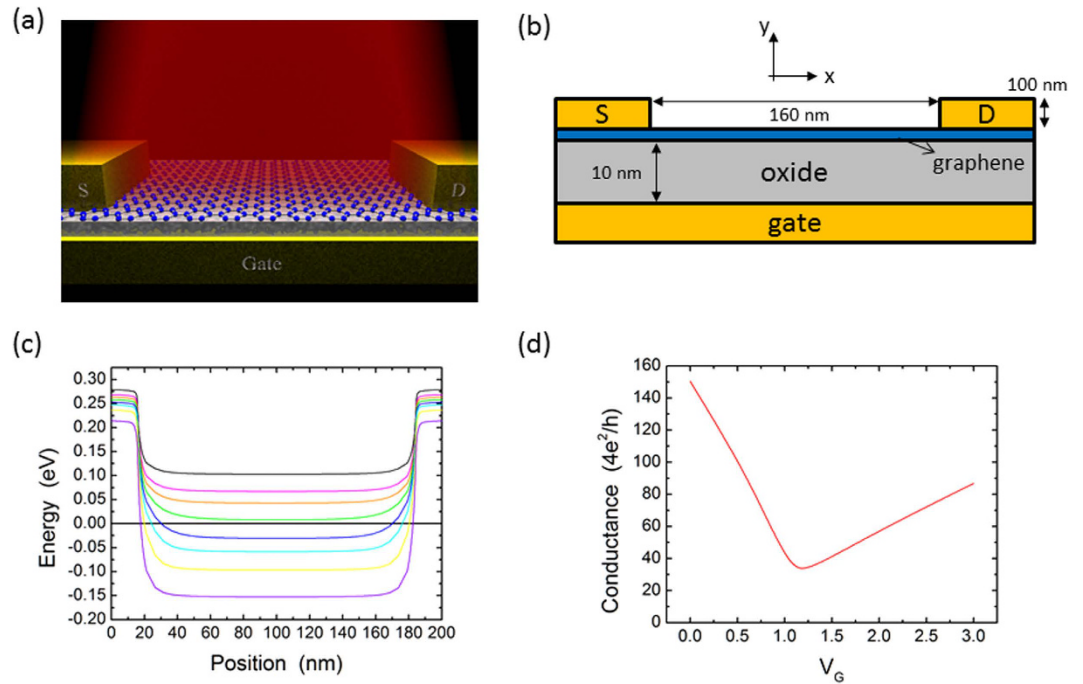 (a)
S
D
Gate
(b)
y
x
100 nm
S
160 nm
D
graphene
10 nm
oxide
gate
(c)
0.30
0.25
0.20
0.15
0.10
0.05
0.00
-0.05
-0.10
-0.15
-0.20
Energy (eV)
0 20 40 60 80 100 120 140 160 180 200
Position (nm)
(d)
160
140
120
100
80
60
40
20
0
Conductance (4e²/h)
0.0 0.5 1.0 1.5 2.0 2.5 3.0
V_G